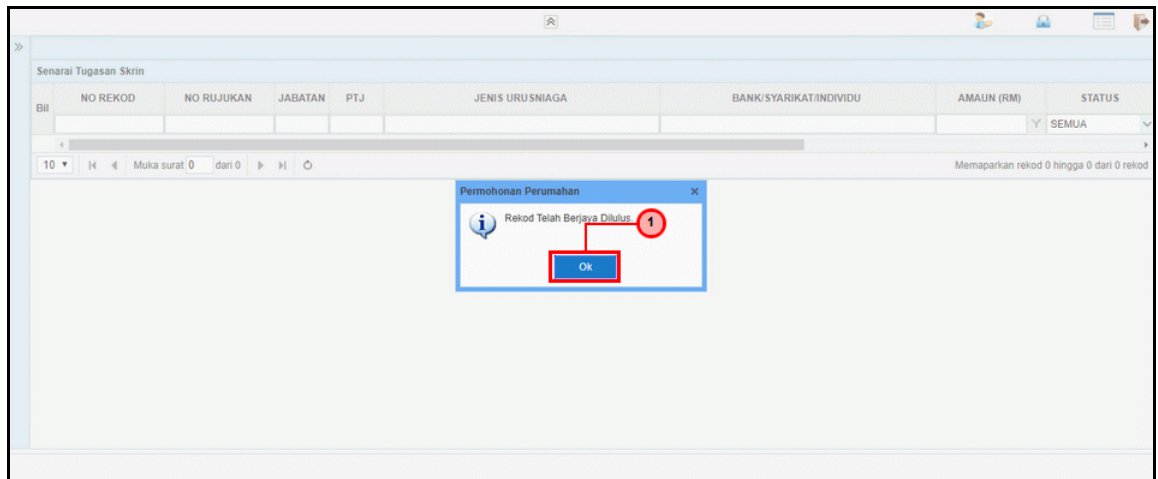 Senarai Tugasan Skrin
Bil NO REKOD NO RUJUKAN JABATAN PTJ JENIS URUSNIAGA BANK/SYARIKAT/INDIVIDU AMAUN (RM) STATUS
SEMUA
10 Muka surat 0 dari 0 Memaparkan rekod 0 hingga 0 dari 0 rekod
Permohonan Perumahan
Rekod Telah Berjaya Dilulus. 1
Ok